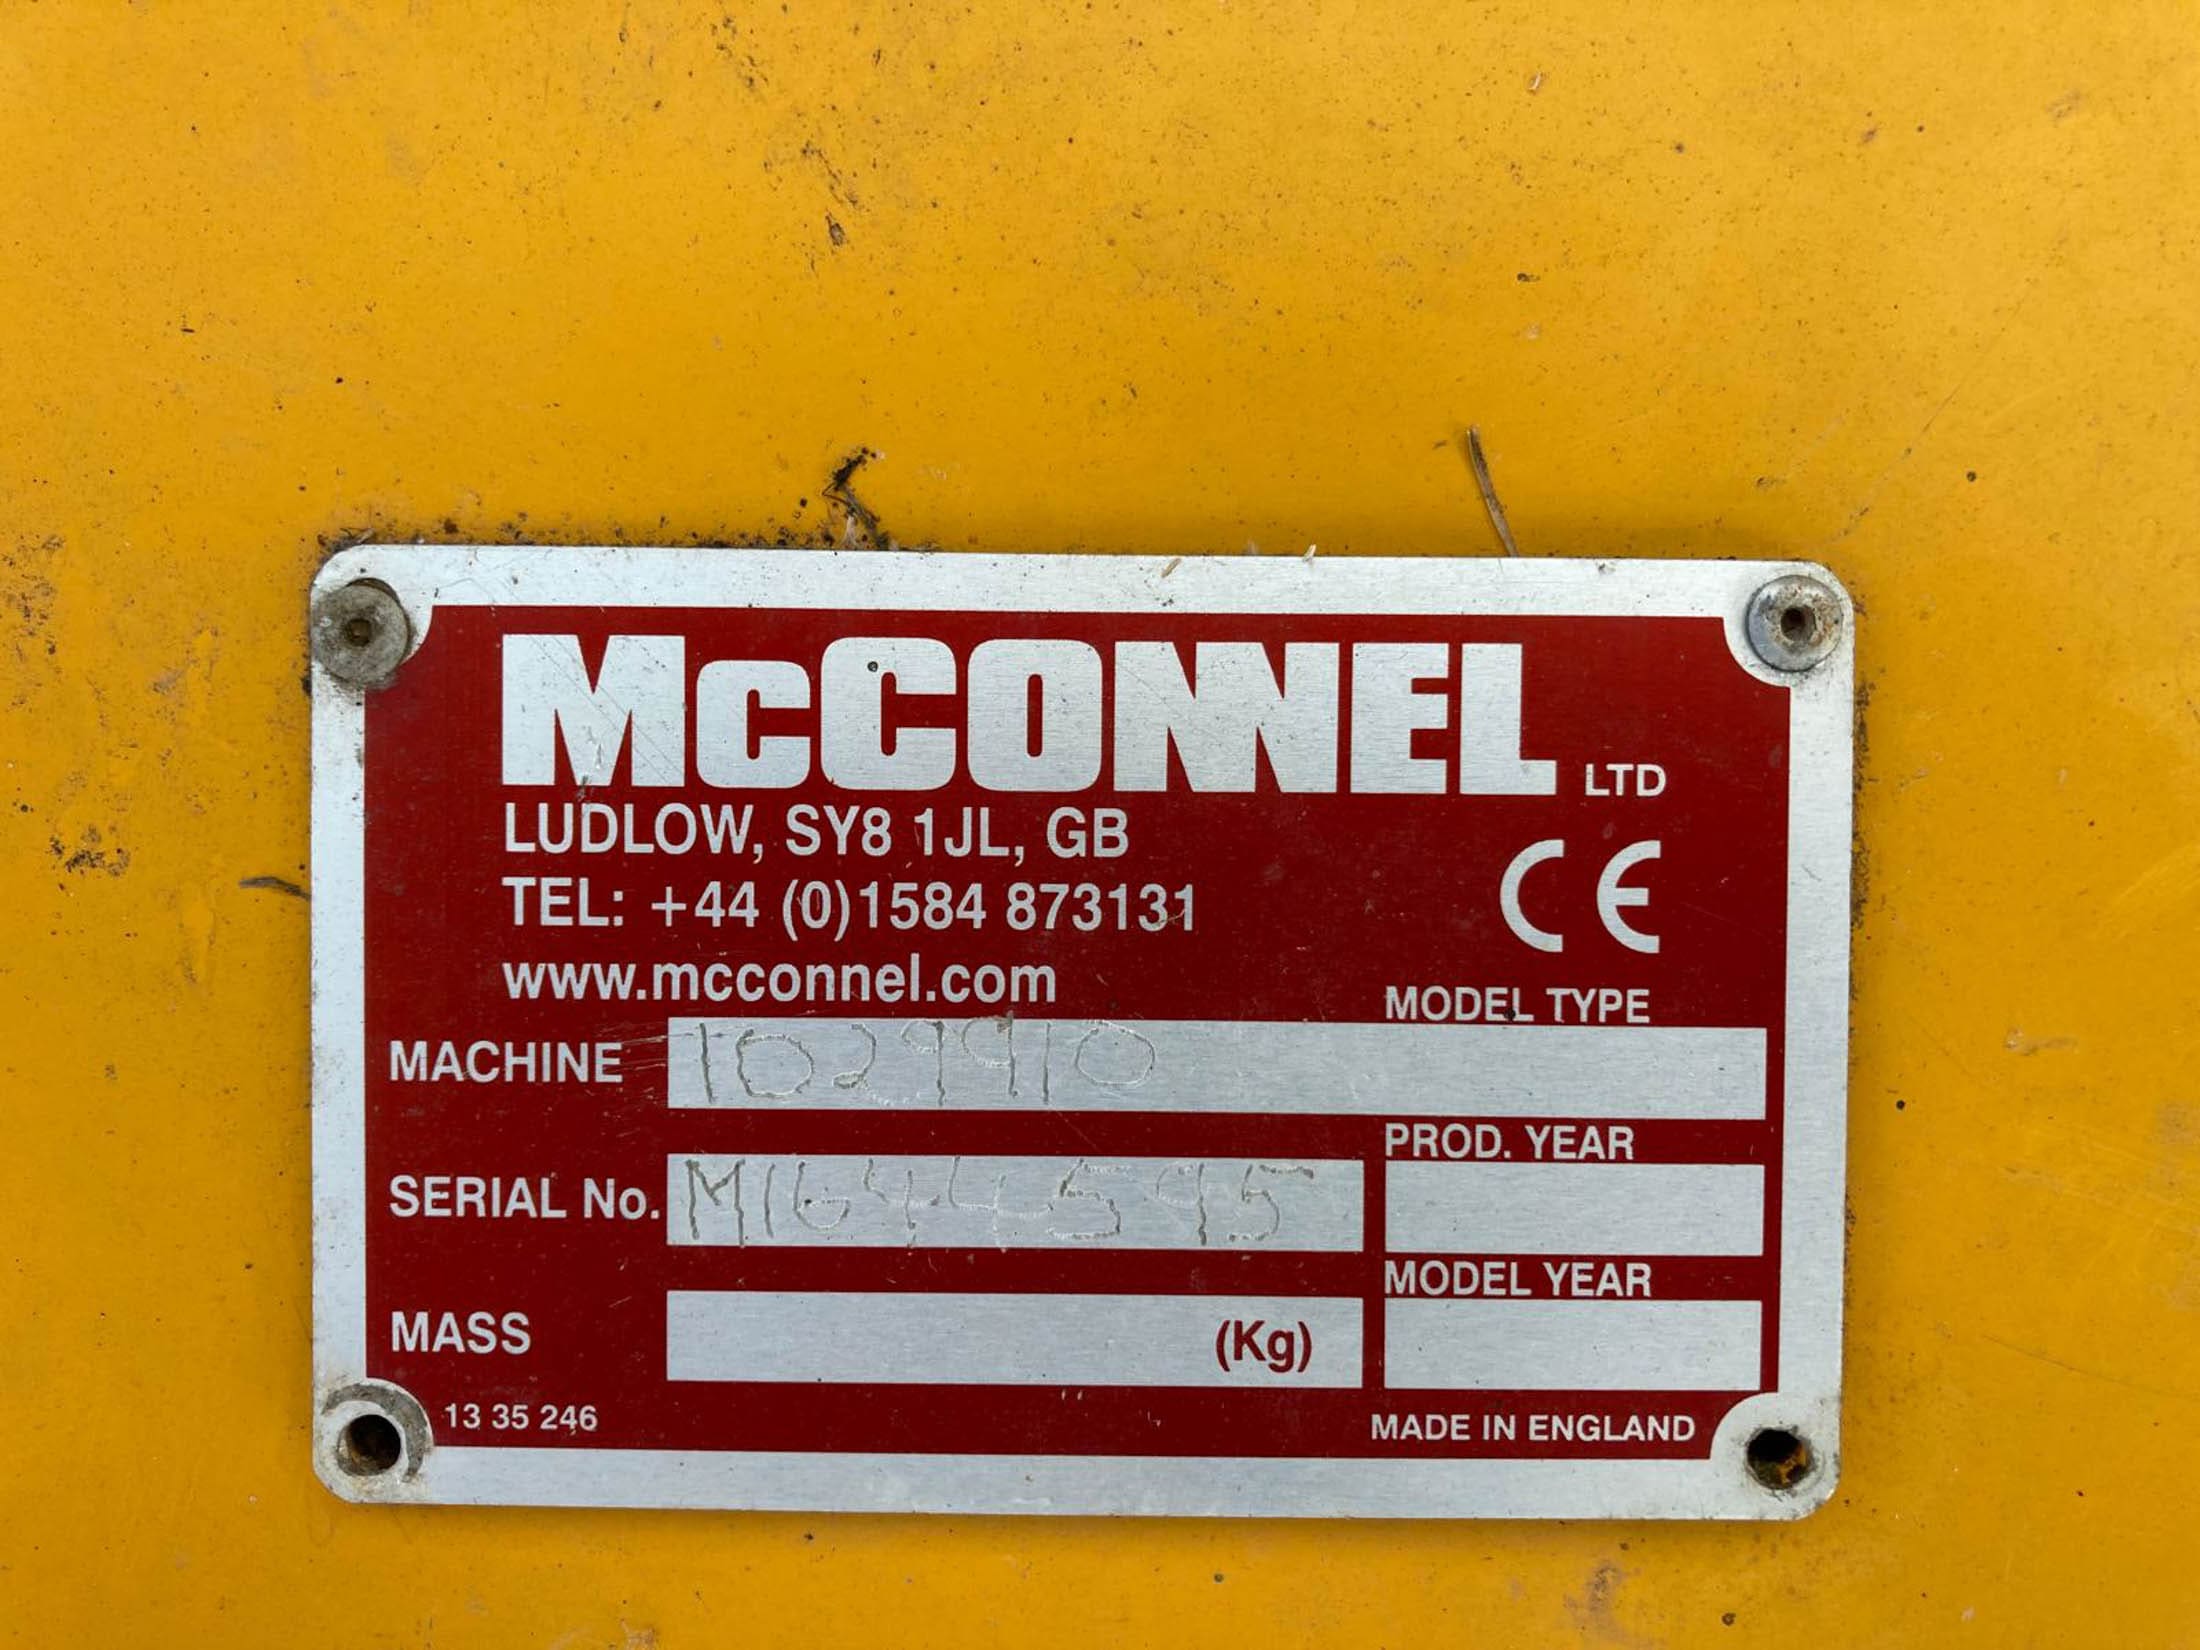 McCONNEL LTD
LUDLOW, SY8 1JL, GB
CE
TEL: +44 (0)1584 873131
www.mcconnel.com
MODEL TYPE
MACHINE 1029910
PROD. YEAR
SERIAL No. M1644595
MODEL YEAR
MASS (Kg)
13 35 246 MADE IN ENGLAND